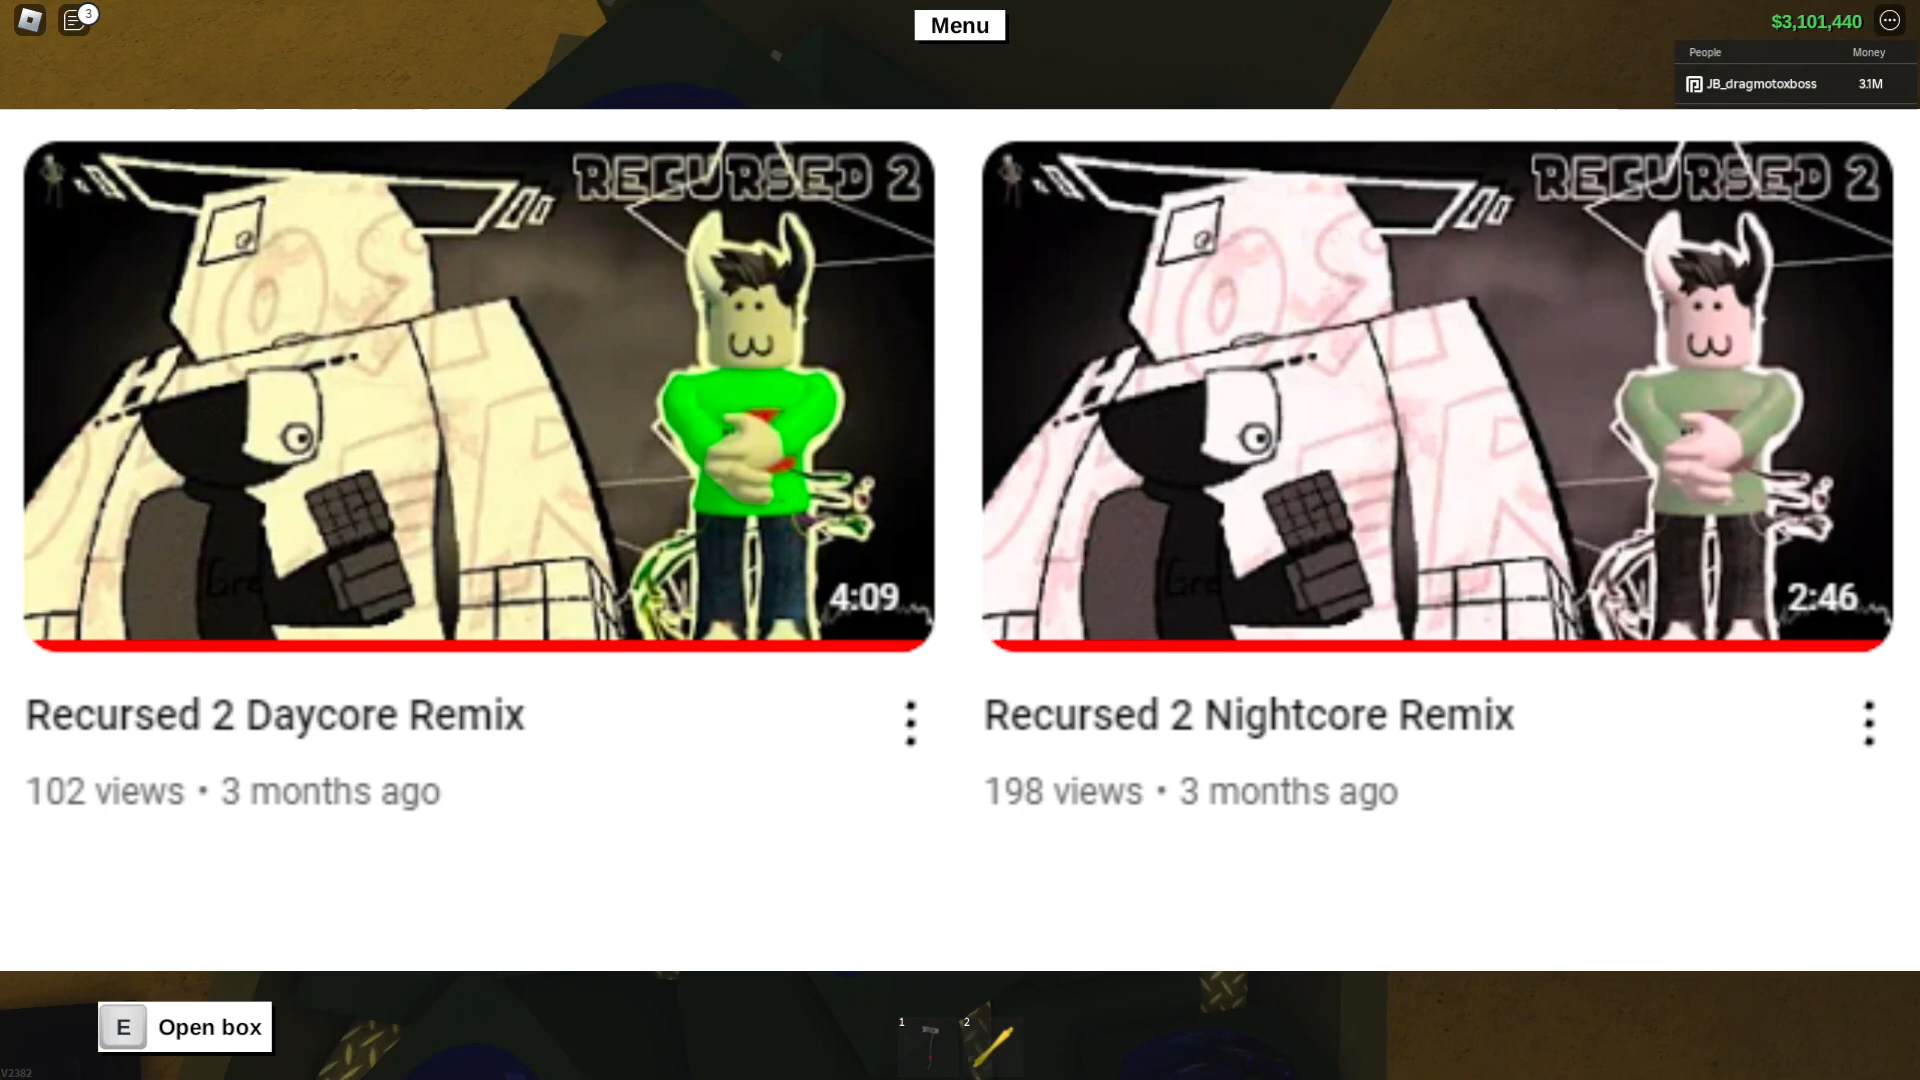 3
Menu
$3,101,440
People Money
JB_dragmotoxboss 3.1M
RECURSED 2
4:09
RECURSED 2
2:46
Recursed 2 Daycore Remix
102 views • 3 months ago
Recursed 2 Nightcore Remix
198 views • 3 months ago
E Open box
1 2
V2382